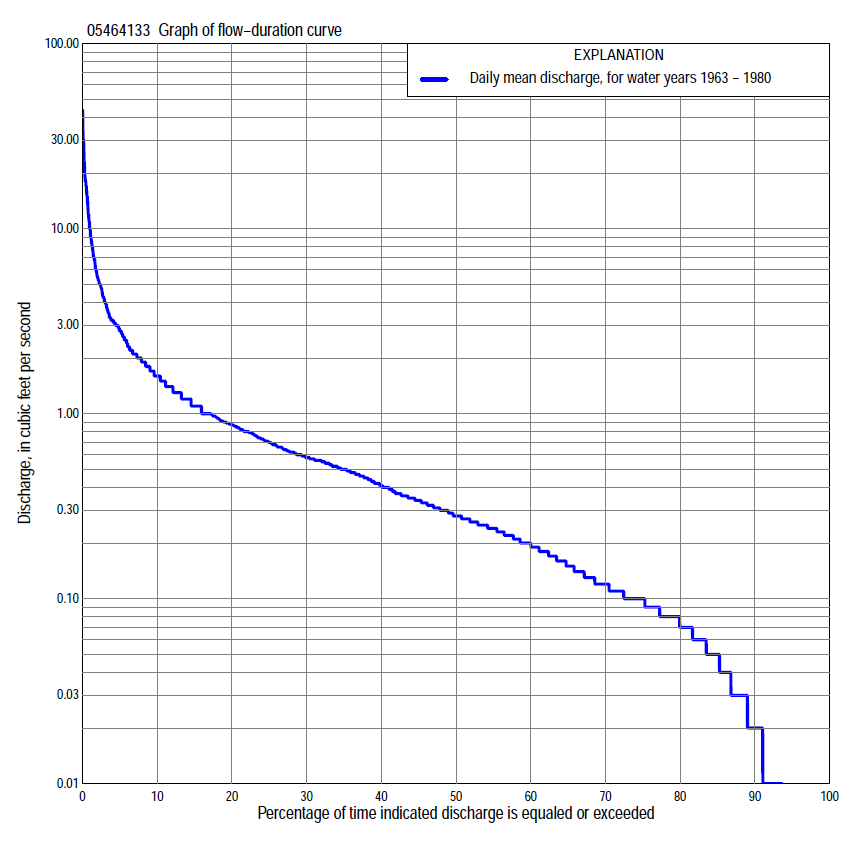 05464133 Graph of flow−duration curve
EXPLANATION
Daily mean discharge, for water years 1963 − 1980
100.00
30.00
10.00
3.00
1.00
0.30
0.10
0.03
0.01
Discharge, in cubic feet per second
0 10 20 30 40 50 60 70 80 90 100
Percentage of time indicated discharge is equaled or exceeded